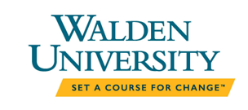 WALDEN
UNIVERSITY
SET A COURSE FOR CHANGE™